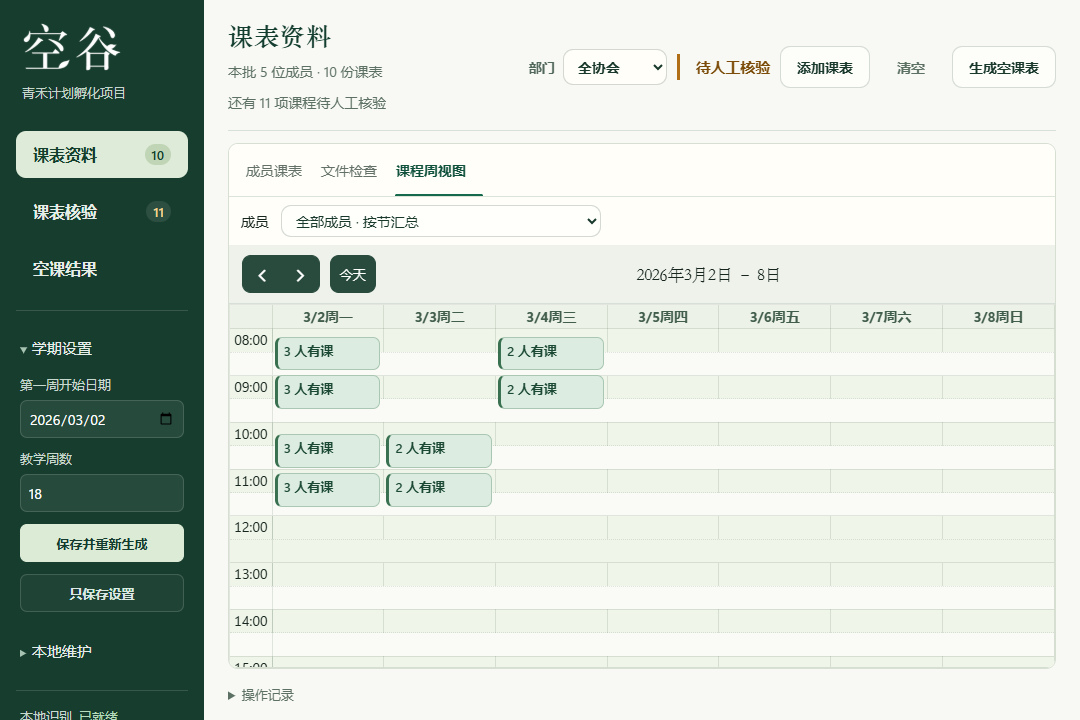 空谷
青禾计划孵化项目
课表资料 10
课表核验 11
空课结果
学期设置
第一周开始日期
2026/03/02
教学周数
18
保存并重新生成
只保存设置
本地维护
本地识别 已就绪
课表资料
本批 5 位成员 · 10 份课表
还有 11 项课程待人工核验
部门 全协会 待人工核验 添加课表 清空 生成空课表
成员课表 文件检查 课程周视图
成员 全部成员 · 按节汇总
今天 2026年3月2日 – 8日
3/2周一 3/3周二 3/4周三 3/5周四 3/6周五 3/7周六 3/8周日
08:00 3 人有课 2 人有课
09:00 3 人有课 2 人有课
10:00 3 人有课 2 人有课
11:00 3 人有课 2 人有课
12:00
13:00
14:00
15:00
操作记录